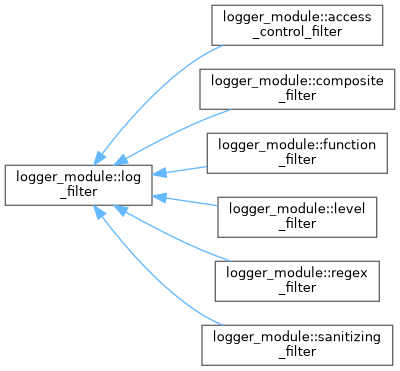 logger_module::access
_control_filter
logger_module::composite
_filter
logger_module::function
_filter
logger_module::log
_filter
logger_module::level
_filter
logger_module::regex
_filter
logger_module::sanitizing
_filter